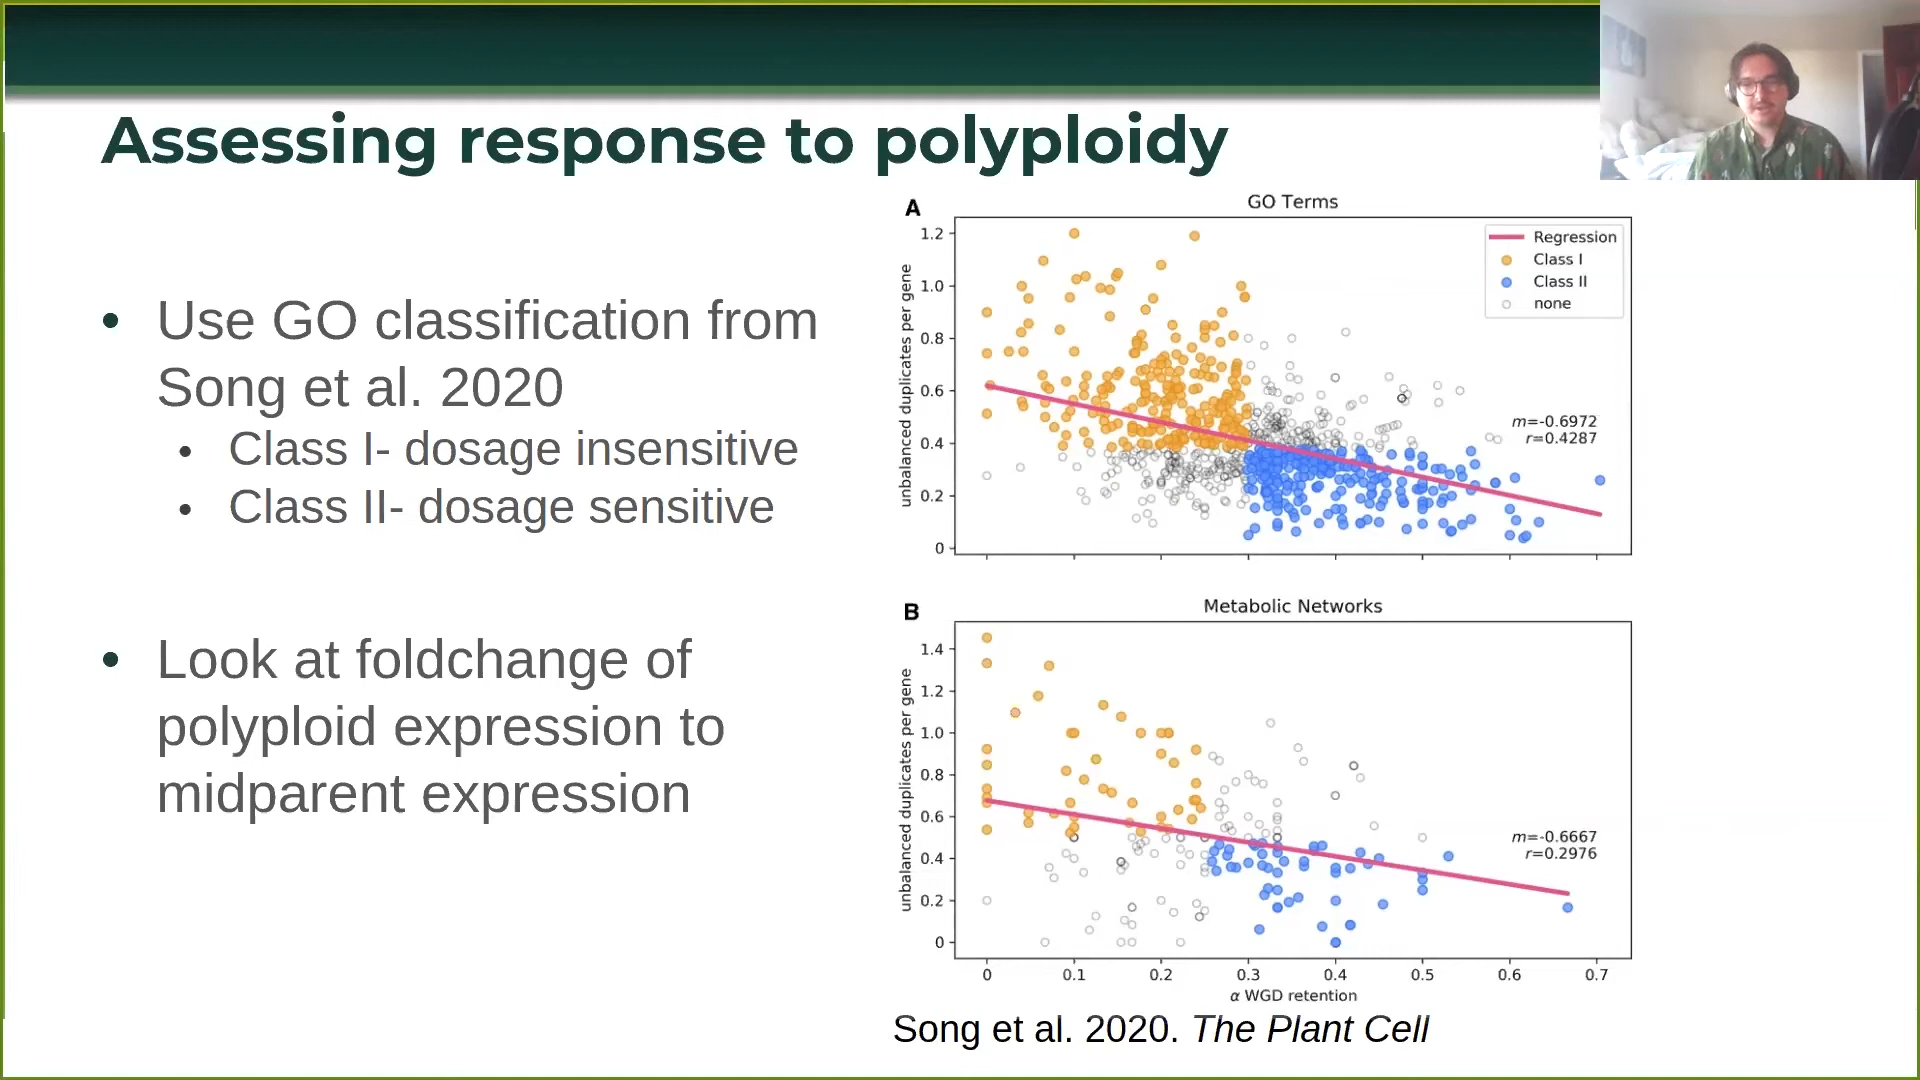 Assessing response to polyploidy
• Use GO classification from
Song et al. 2020
• Class I- dosage insensitive
• Class II- dosage sensitive
• Look at foldchange of
polyploid expression to
midparent expression
A
GO Terms
unbalanced duplicates per gene
1.2
1.0
0.8
0.6
0.4
0.2
0
Regression
Class I
Class II
none
m=-0.6972
r=0.4287
B
Metabolic Networks
unbalanced duplicates per gene
1.4
1.2
1.0
0.8
0.6
0.4
0.2
0
m=-0.6667
r=0.2976
0 0.1 0.2 0.3 0.4 0.5 0.6 0.7
α WGD retention
Song et al. 2020. The Plant Cell